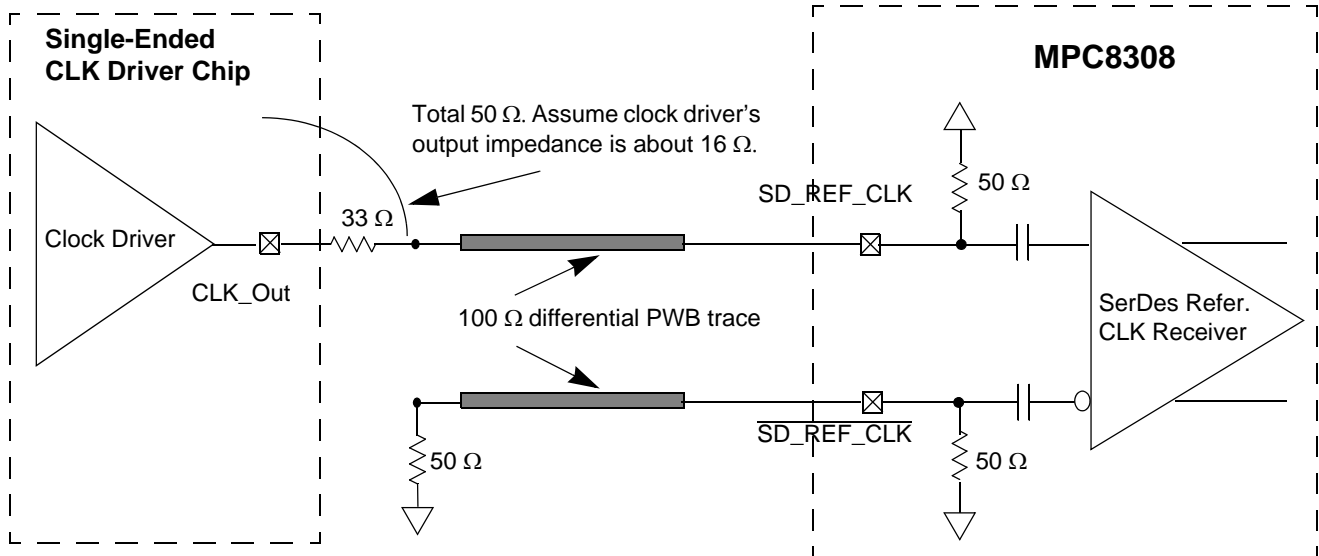 Single-Ended
CLK Driver Chip
MPC8308
Total 50 Ω. Assume clock driver's
output impedance is about 16 Ω.
SD_REF_CLK
50 Ω
33 Ω
Clock Driver
CLK_Out
100 Ω differential PWB trace
SerDes Refer.
CLK Receiver
SD_REF_CLK
50 Ω
50 Ω